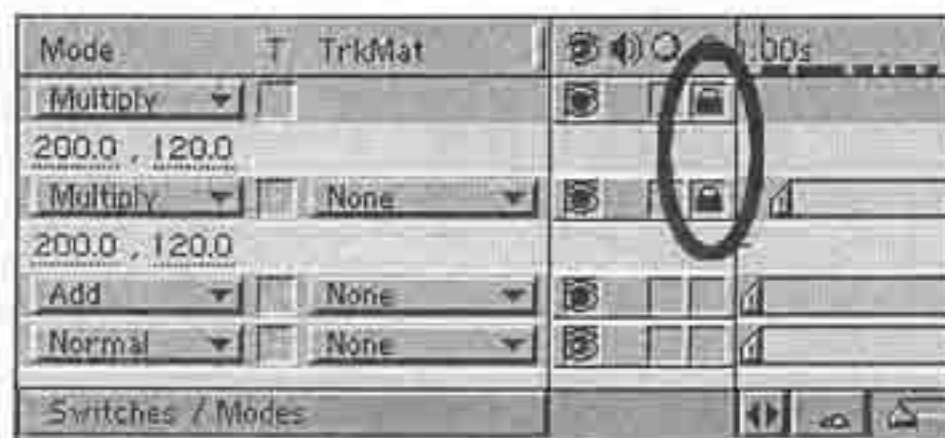 Mode T TrkMat :00s
Multiply
200.0 , 120.0
Multiply None
200.0 , 120.0
Add None
Normal None
Switches / Modes